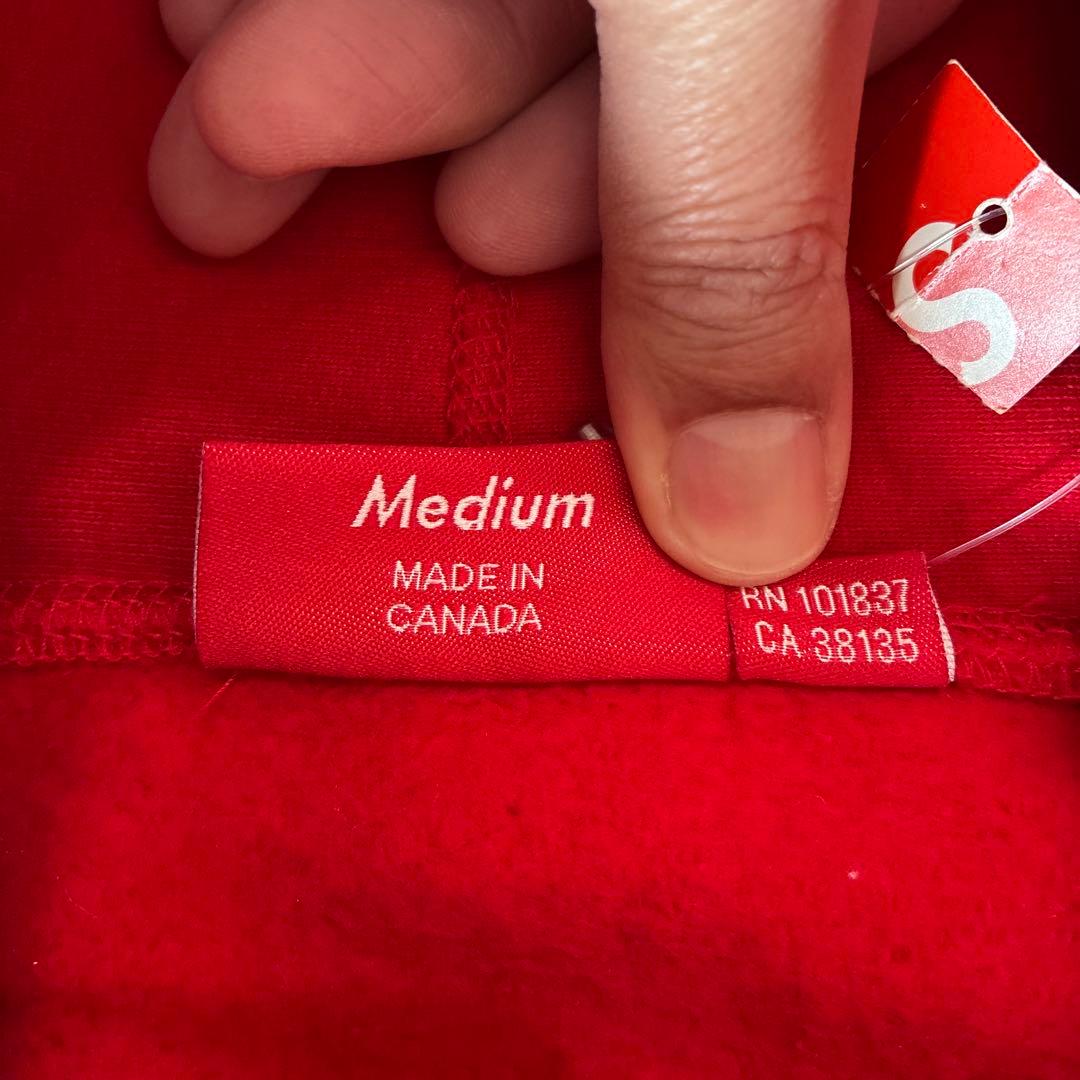 Medium
MADE IN
CANADA
RN 101837
CA 38135
S